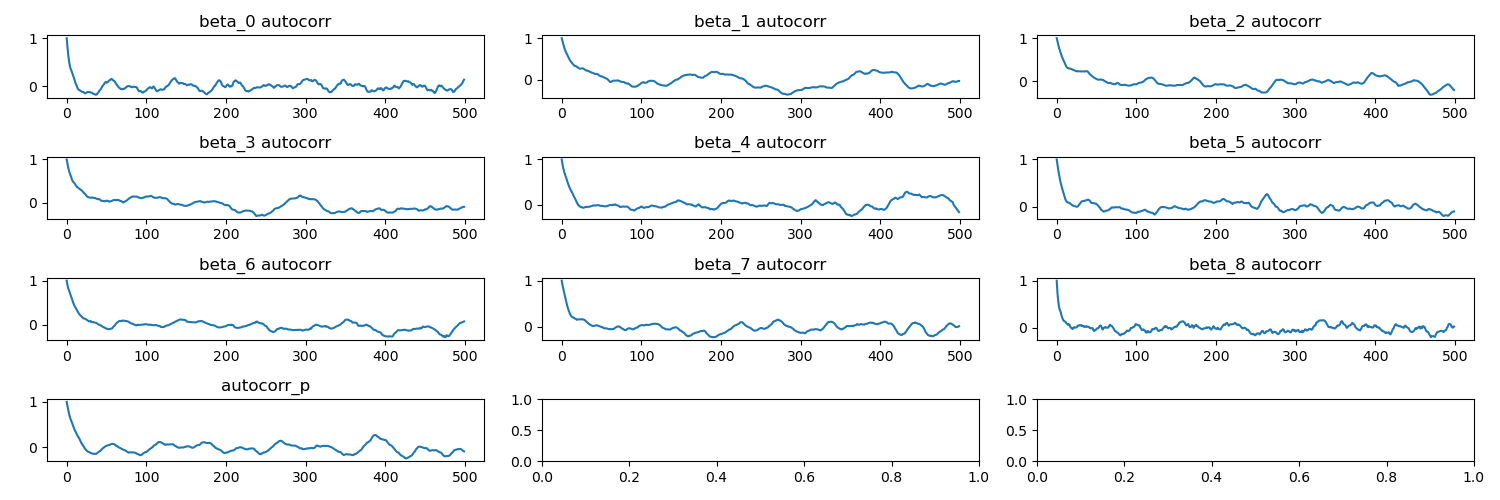 beta_0 autocorr beta_1 autocorr beta_2 autocorr
1 1 1
0 0 0
0 100 200 300 400 500 0 100 200 300 400 500 0 100 200 300 400 500
beta_3 autocorr beta_4 autocorr beta_5 autocorr
1 1 1
0 0 0
0 100 200 300 400 500 0 100 200 300 400 500 0 100 200 300 400 500
beta_6 autocorr beta_7 autocorr beta_8 autocorr
1 1 1
0 0 0
0 100 200 300 400 500 0 100 200 300 400 500 0 100 200 300 400 500
autocorr_p
1 1.0 1.0
0.5 0.5
0 0.0 0.0
0 100 200 300 400 500 0.0 0.2 0.4 0.6 0.8 1.0 0.0 0.2 0.4 0.6 0.8 1.0